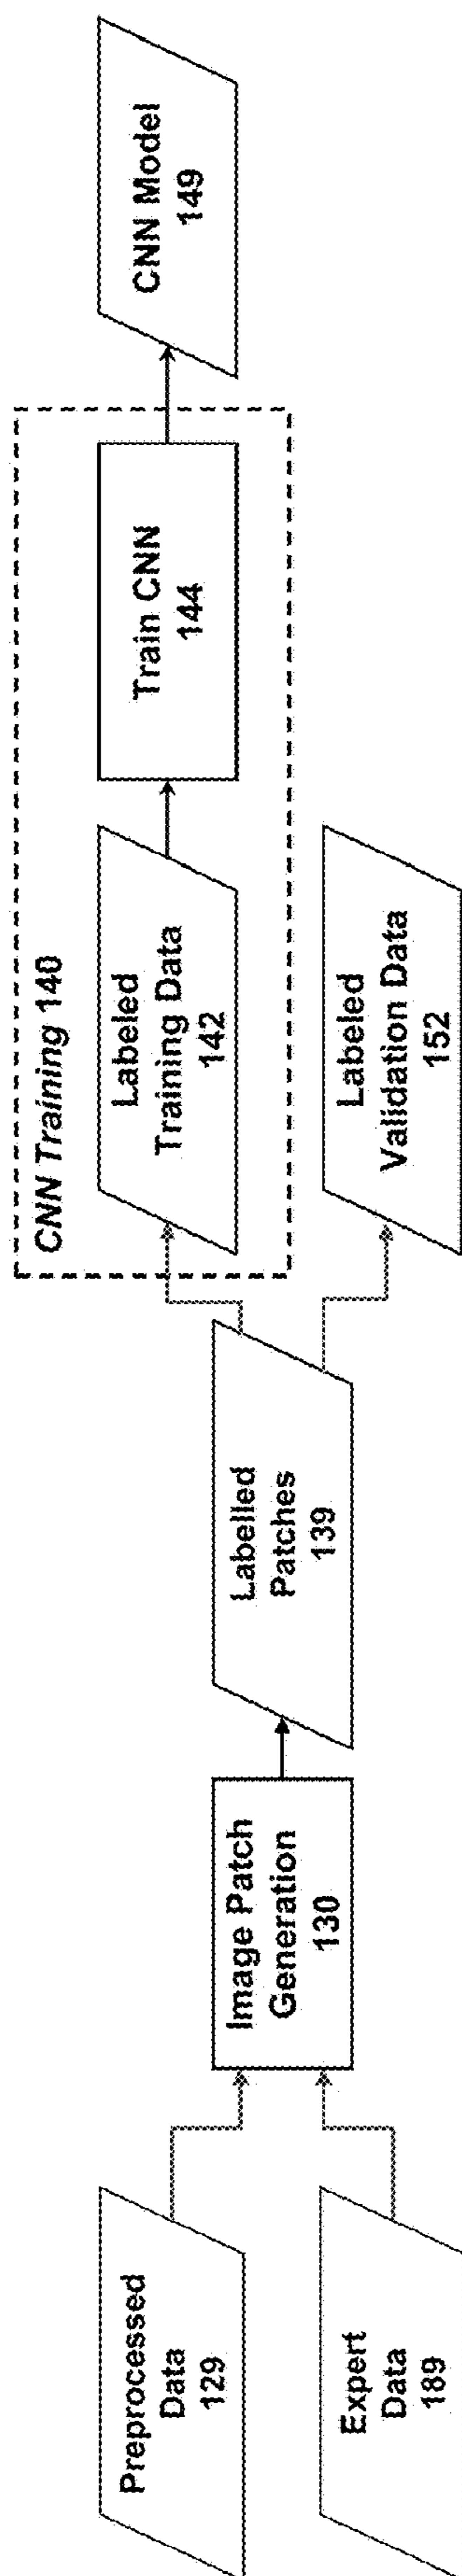 Preprocessed
Data
129
Expert
Data
189
Image Patch
Generation
130
Labelled
Patches
139
CNN Training 140
Labeled
Training Data
142
Train CNN
144
Labeled
Validation Data
152
CNN Model
149